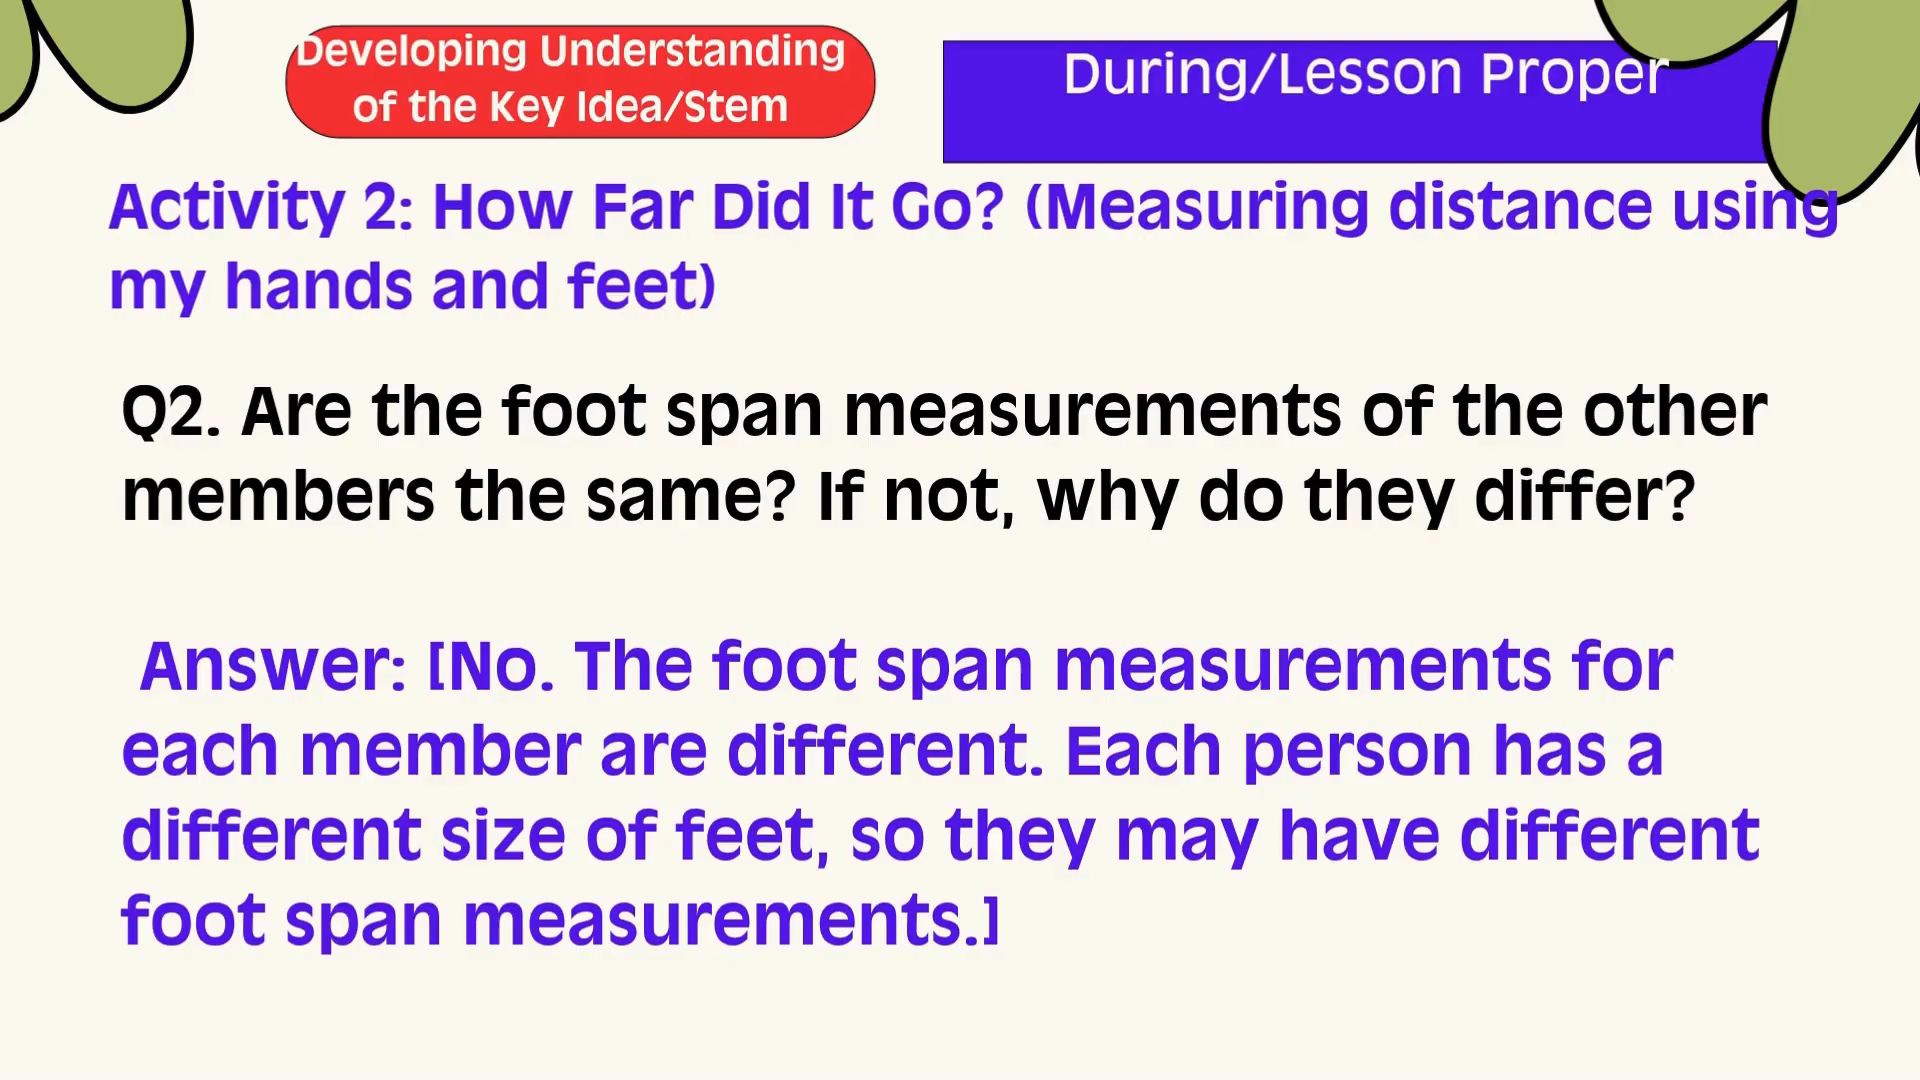 Developing Understanding
of the Key Idea/Stem
During/Lesson Proper
Activity 2: How Far Did It Go? (Measuring distance using
my hands and feet)
Q2. Are the foot span measurements of the other
members the same? If not, why do they differ?
Answer: [No. The foot span measurements for
each member are different. Each person has a
different size of feet, so they may have different
foot span measurements.]